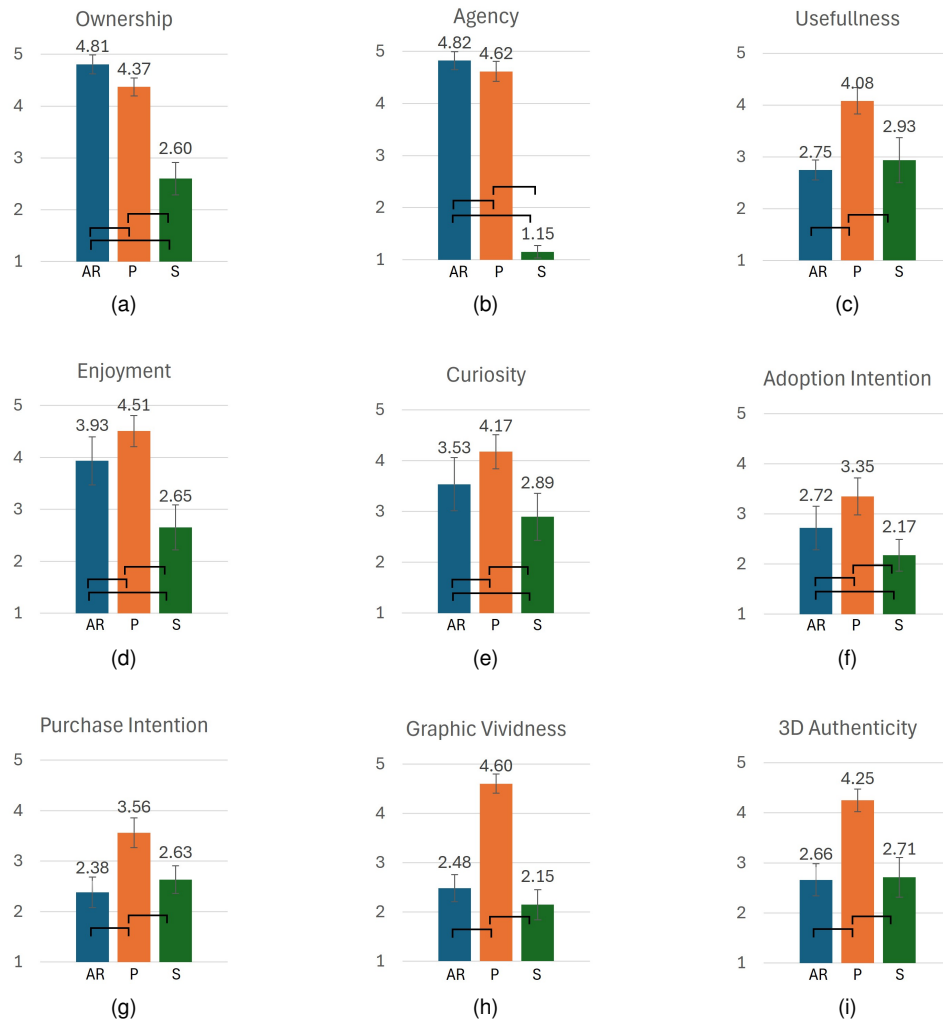 Ownership
5
4
3
2
1
4.81
4.37
2.60
AR P S
(a)
Agency
5
4
3
2
1
4.82
4.62
1.15
AR P S
(b)
Usefullness
5
4
3
2
1
2.75
4.08
2.93
AR P S
(c)
Enjoyment
5
4
3
2
1
3.93
4.51
2.65
AR P S
(d)
Curiosity
5
4
3
2
1
3.53
4.17
2.89
AR P S
(e)
Adoption Intention
5
4
3
2
1
2.72
3.35
2.17
AR P S
(f)
Purchase Intention
5
4
3
2
1
2.38
3.56
2.63
AR P S
(g)
Graphic Vividness
5
4
3
2
1
2.48
4.60
2.15
AR P S
(h)
3D Authenticity
5
4
3
2
1
2.66
4.25
2.71
AR P S
(i)